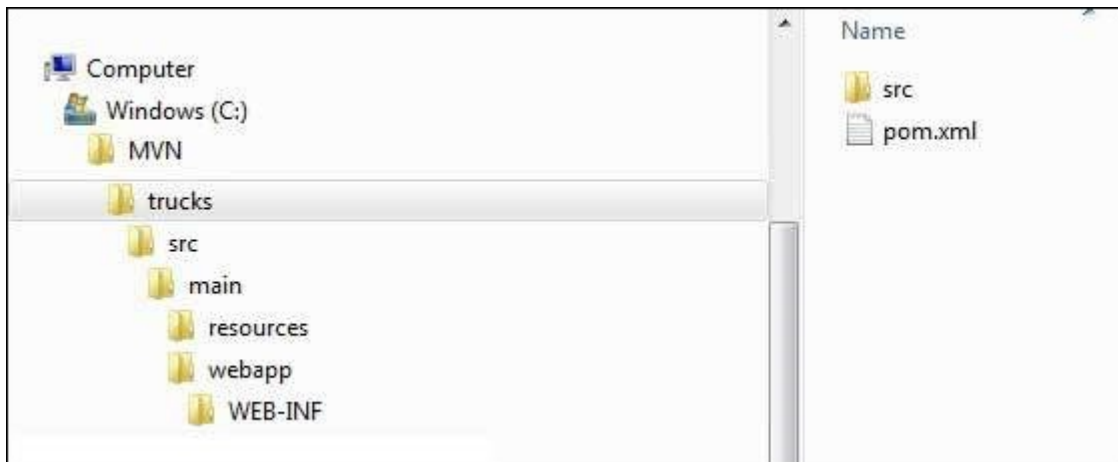 Computer
Windows (C:)
MVN
trucks
src
main
resources
webapp
WEB-INF
Name
src
pom.xml